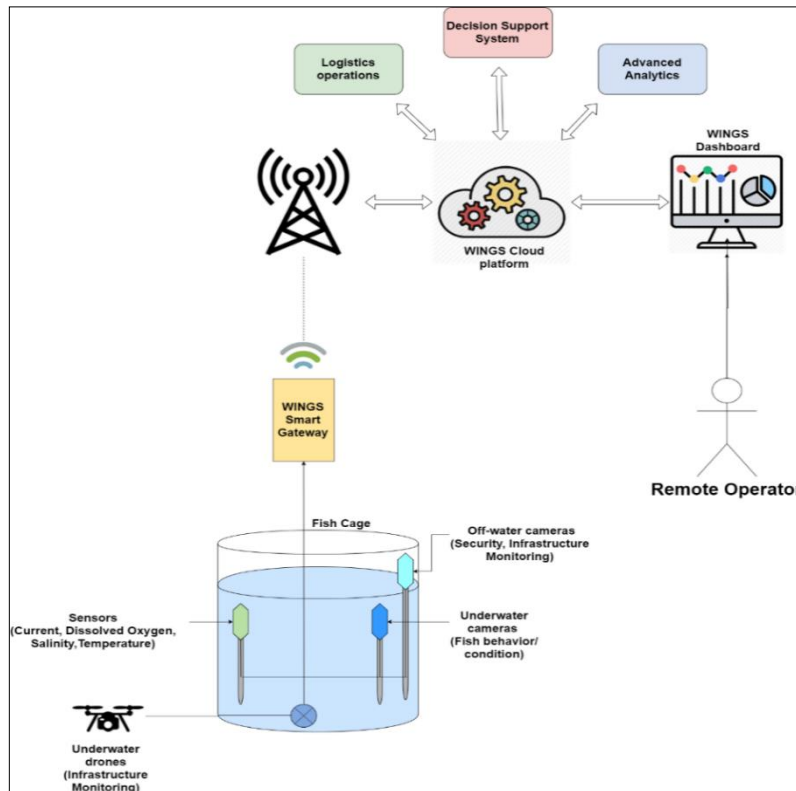 Decision Support
System
Logistics
operations
Advanced
Analytics
WINGS
Dashboard
WINGS Cloud
platform
WINGS
Smart
Gateway
Remote Operator
Fish Cage
Off-water cameras
(Security, Infrastructure
Monitoring)
Sensors
(Current, Dissolved Oxygen,
Salinity,Temperature)
Underwater
cameras
(Fish behavior/
condition)
Underwater
drones
(Infrastructure
Monitoring)